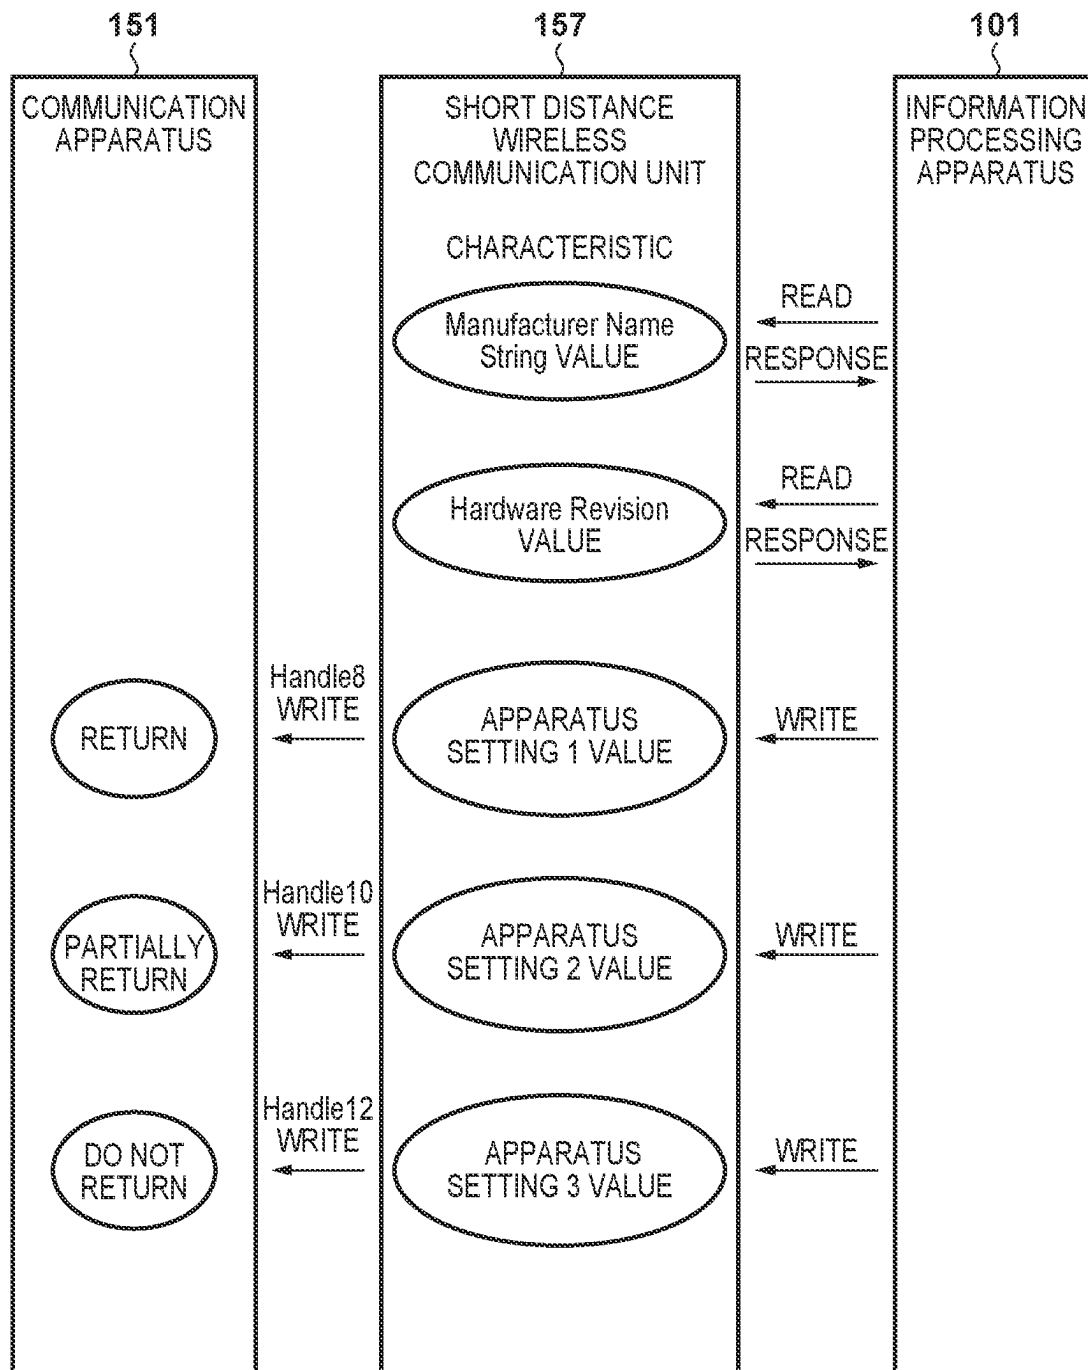 151
157
101
COMMUNICATION
APPARATUS
SHORT DISTANCE
WIRELESS
COMMUNICATION UNIT
INFORMATION
PROCESSING
APPARATUS
CHARACTERISTIC
Manufacturer Name
String VALUE
READ
RESPONSE
Hardware Revision
VALUE
READ
RESPONSE
RETURN
Handle8
WRITE
APPARATUS
SETTING 1 VALUE
WRITE
PARTIALLY
RETURN
Handle10
WRITE
APPARATUS
SETTING 2 VALUE
WRITE
DO NOT
RETURN
Handle12
WRITE
APPARATUS
SETTING 3 VALUE
WRITE